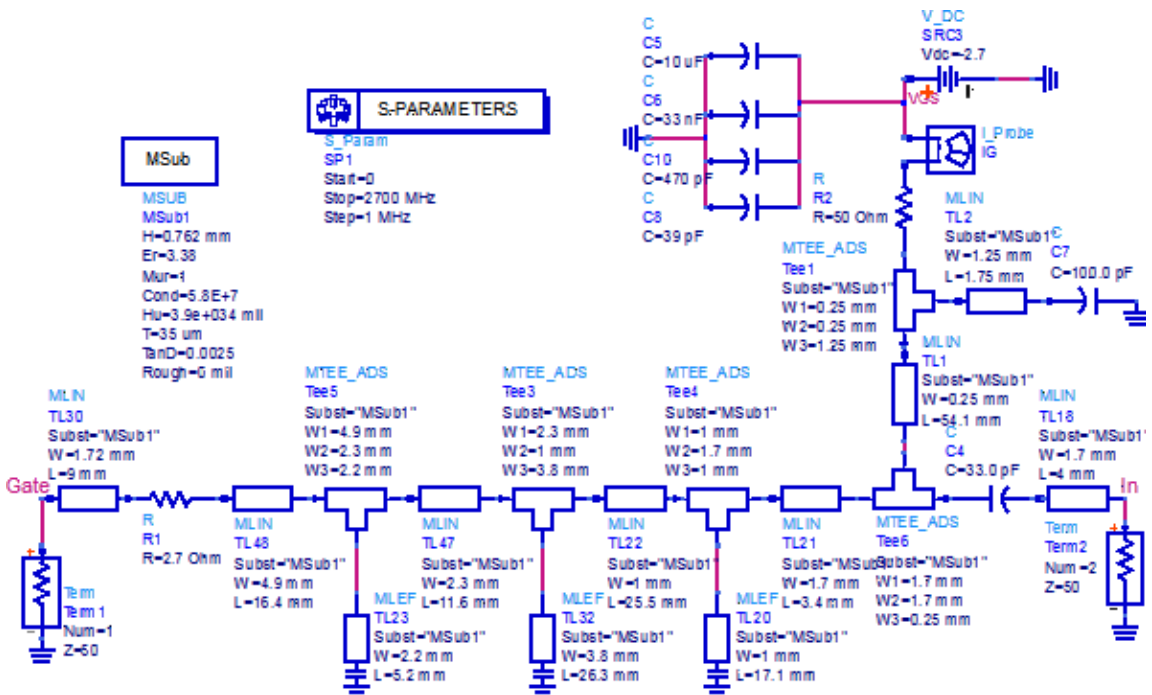 C
C5
C=10 uF
C
C6
C=33 nF
C
C10
C=470 pF
C
C8
C=39 pF
V_DC
SRC3
Vdc=-2.7
VGS
I_Probe
IG
S-PARAMETERS
S_Param
SP1
Start=0
Stop=2700 MHz
Step=1 MHz
MSub
MSUB
MSub1
H=0.762 mm
Er=3.38
Mur=1
Cond=5.8E+7
Hu=3.9e+034 mil
T=35 um
TanD=0.0025
Rough=0 mil
R
R2
R=50 Ohm
MLIN
TL2
Subst="MSub1"
W=1.25 mm
L=1.75 mm
C
C7
C=100.0 pF
MTEE_ADS
Tee1
Subst="MSub1"
W1=0.25 mm
W2=0.25 mm
W3=1.25 mm
MLIN
TL1
Subst="MSub1"
W=0.25 mm
L=54.1 mm
C
C4
C=33.0 pF
MLIN
TL18
Subst="MSub1"
W=1.7 mm
L=4 mm
In
MLIN
TL30
Subst="MSub1"
W=1.72 mm
L=9 mm
Gate
MTEE_ADS
Tee5
Subst="MSub1"
W1=4.9 mm
W2=2.3 mm
W3=2.2 mm
MTEE_ADS
Tee3
Subst="MSub1"
W1=2.3 mm
W2=1 mm
W3=3.8 mm
MTEE_ADS
Tee4
Subst="MSub1"
W1=1 mm
W2=1.7 mm
W3=1 mm
R
R1
R=2.7 Ohm
MLIN
TL48
Subst="MSub1"
W=4.9 mm
L=16.4 mm
MLIN
TL47
Subst="MSub1"
W=2.3 mm
L=11.6 mm
MLIN
TL22
Subst="MSub1"
W=1 mm
L=25.5 mm
MLIN
TL21
Subst="MSub1"
W=1.7 mm
L=3.4 mm
MTEE_ADS
Tee6
Subst="MSub1"
W1=1.7 mm
W2=1.7 mm
W3=0.25 mm
Term
Term1
Num=1
Z=50
MLEF
TL23
Subst="MSub1"
W=2.2 mm
L=5.2 mm
MLEF
TL32
Subst="MSub1"
W=3.8 mm
L=26.3 mm
MLEF
TL20
Subst="MSub1"
W=1 mm
L=17.1 mm
Term
Term2
Num=2
Z=50